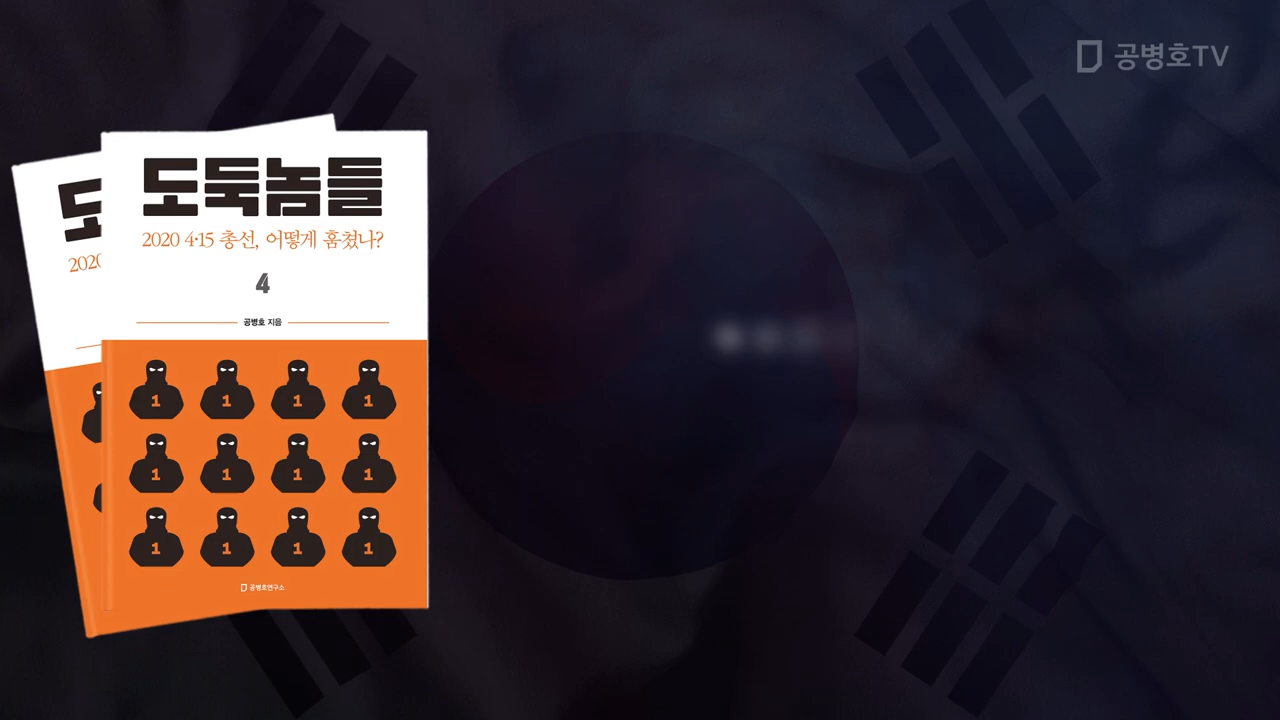 공병호TV
도둑놈들
2020 4·15 총선, 어떻게 훔쳤나?
4
공병호 지음
1 1 1 1
1 1 1 1
1 1 1 1
공병호연구소
도
2020